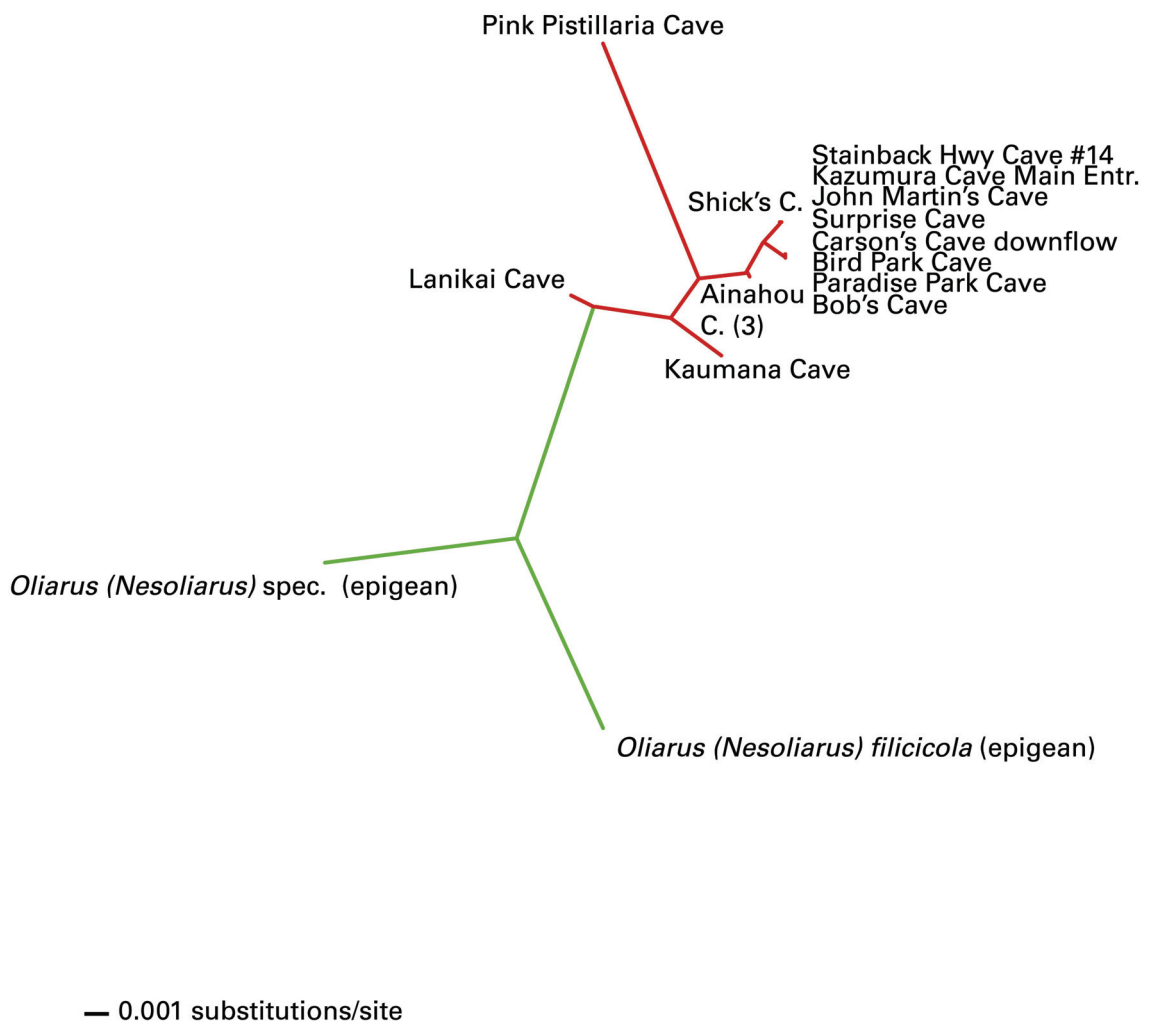 Pink Pistillaria Cave
Stainback Hwy Cave #14
Kazumura Cave Main Entr.
Shick's C.
John Martin's Cave
Surprise Cave
Carson's Cave downflow
Bird Park Cave
Lanikai Cave
Paradise Park Cave
Ainahou
C. (3)
Bob's Cave
Kaumana Cave
Oliarus (Nesoliarus) spec. (epigean)
Oliarus (Nesoliarus) filicicola (epigean)
0.001 substitutions/site